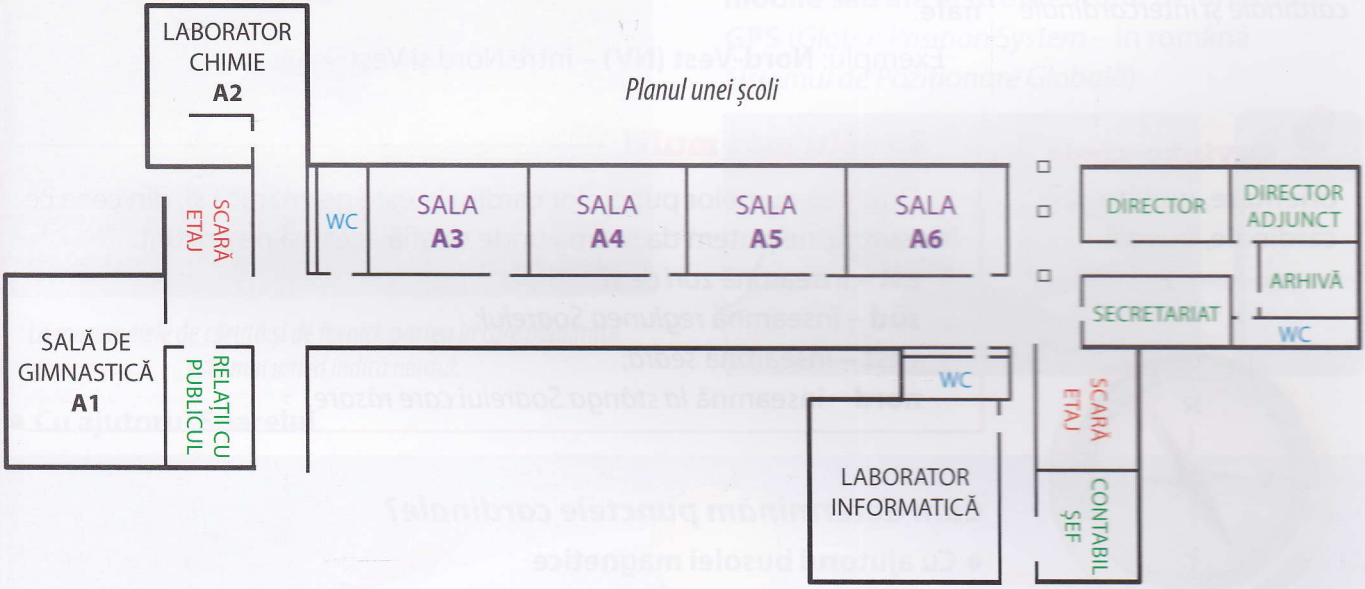 LABORATOR
CHIMIE
A2
Planul unei școli
SCARĂ
ETAJ
WC
SALA
A3
SALA
A4
SALA
A5
SALA
A6
DIRECTOR
DIRECTOR
ADJUNCT
ARHIVĂ
SECRETARIAT
WC
SALĂ DE
GIMNASTICĂ
A1
RELAȚII CU
PUBLICUL
WC
SCARĂ
ETAJ
LABORATOR
INFORMATICĂ
CONTABIL
ȘEF